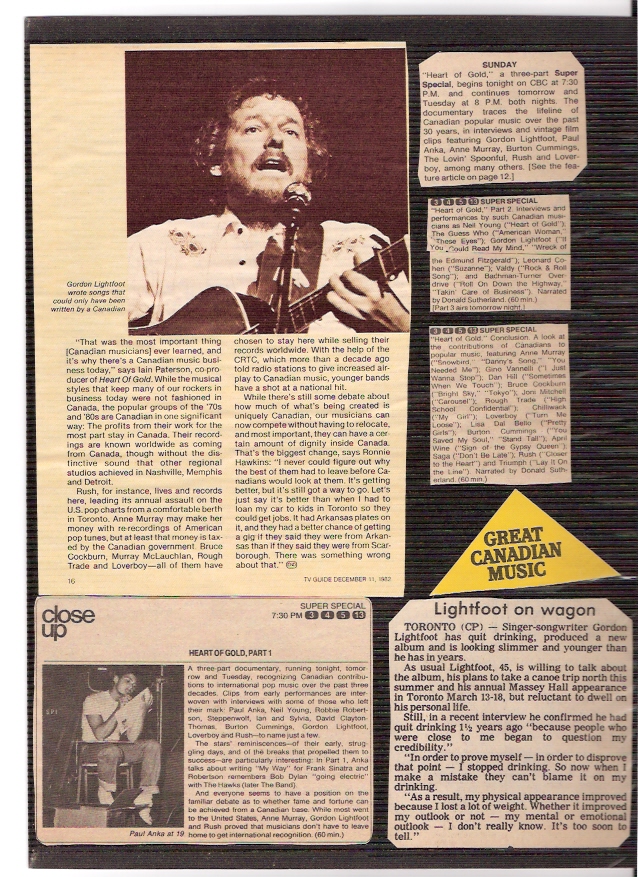 Gordon Lightfoot
wrote songs that
could only have been
written by a Canadian
"That was the most important thing
[Canadian musicians] ever learned, and
it's why there's a Canadian music busi-
ness today," says Iain Paterson, co-pro-
ducer of Heart Of Gold. While the musical
styles that keep many of our rockers in
business today were not fashioned in
Canada, the popular groups of the '70s
and '80s are Canadian in one significant
way: The profits from their work for the
most part stay in Canada. Their record-
ings are known worldwide as coming
from Canada, though without the dis-
tinctive sound that other regional
studios achieved in Nashville, Memphis
and Detroit.
Rush, for instance, lives and records
here, leading its annual assault on the
U.S. pop charts from a comfortable berth
in Toronto. Anne Murray may make her
money with re-recordings of American
pop tunes, but at least that money is tax-
ed by the Canadian government. Bruce
Cockburn, Murray McLauchlan, Rough
Trade and Loverboy—all of them have
chosen to stay here while selling their
records worldwide. With the help of the
CRTC, which more than a decade ago
told radio stations to give increased air-
play to Canadian music, younger bands
have a shot at a national hit.
While there's still some debate about
how much of what's being created is
uniquely Canadian, our musicians can
now compete without having to relocate,
and most important, they can have a cer-
tain amount of dignity inside Canada.
That's the biggest change, says Ronnie
Hawkins: "I never could figure out why
the best of them had to leave before Ca-
nadians would look at them. It's getting
better, but it's still got a way to go. Let's
just say it's better than when I had to
loan my car to kids in Toronto so they
could get jobs. It had Arkansas plates on
it, and they had a better chance of getting
a gig if they said they were from Arkan-
sas than if they said they were from Scar-
borough. There was something wrong
about that."
16
TV GUIDE DECEMBER 11, 1982
SUNDAY
"Heart of Gold," a three-part Super
Special, begins tonight on CBC at 7:30
P.M. and continues tomorrow and
Tuesday at 8 P.M. both nights. The
documentary traces the lifeline of
Canadian popular music over the past
30 years, in interviews and vintage film
clips featuring Gordon Lightfoot, Paul
Anka, Anne Murray, Burton Cummings,
The Lovin' Spoonful, Rush and Lover-
boy, among many others. [See the fea-
ture article on page 12.]
3 4 5 13 SUPER SPECIAL
"Heart of Gold," Part 2. Interviews and
performances by such Canadian musi-
cians as Neil Young ("Heart of Gold");
The Guess Who ("American Woman,"
"These Eyes"); Gordon Lightfoot ("If
You Could Read My Mind," "Wreck of
the Edmund Fitzgerald"); Leonard Co-
hen ("Suzanne"); Valdy ("Rock & Roll
Song"); and Bachman-Turner Over-
drive ("Roll On Down the Highway,"
"Takin' Care of Business"). Narrated
by Donald Sutherland. (60 min.)
[Part 3 airs tomorrow night.]
3 4 5 13 SUPER SPECIAL
"Heart of Gold." Conclusion: A look at
the contributions of Canadians to
popular music, featuring Anne Murray
("Snowbird," "Danny's Song," "You
Needed Me"); Gino Vannelli ("I Just
Wanna Stop"); Dan Hill ("Sometimes
When We Touch"); Bruce Cockburn
("Bright Sky," "Tokyo"); Joni Mitchell
("Carousel"); Rough Trade ("High
School Confidential"); Chilliwack
("My Girl"); Loverboy ("Turn Me
Loose"); Lisa Dal Bello ("Pretty
Girls"); Burton Cummings ("You
Saved My Soul," "Stand Tall"); April
Wine ("Sign of the Gypsy Queen");
Saga ("Don't Be Late"); Rush ("Closer
to the Heart") and Triumph ("Lay It On
the Line"). Narrated by Donald Suth-
erland. (60 min.)
GREAT
CANADIAN
MUSIC
close
up
SUPER SPECIAL
7:30 PM 3 4 5 13
HEART OF GOLD, PART 1
A three-part documentary, running tonight, tomor-
row and Tuesday, recognizing Canadian contribu-
tions to international pop music over the past three
decades. Clips from early performances are inter-
woven with interviews with some of those who left
their mark: Paul Anka, Neil Young, Robbie Robert-
son, Steppenwolf, Ian and Sylvia, David Clayton-
Thomas, Burton Cummings, Gordon Lightfoot,
Loverboy and Rush—to name just a few.
The stars' reminiscences—of their early, strug-
gling days, and of the breaks that propelled them to
success—are particularly interesting: In Part 1, Anka
talks about writing "My Way" for Frank Sinatra and
Robertson remembers Bob Dylan "going electric"
with The Hawks (later The Band).
And everyone seems to have a position on the
familiar debate as to whether fame and fortune can
be achieved from a Canadian base. While most went
to the United States, Anne Murray, Gordon Lightfoot
and Rush proved that musicians don't have to leave
home to get international recognition. (60 min.)
Paul Anka at 19
Lightfoot on wagon
TORONTO (CP) — Singer-songwriter Gordon
Lightfoot has quit drinking, produced a new
album and is looking slimmer and younger than
he has in years.
As usual Lightfoot, 45, is willing to talk about
the album, his plans to take a canoe trip north this
summer and his annual Massey Hall appearance
in Toronto March 13-18, but reluctant to dwell on
his personal life.
Still, in a recent interview he confirmed he had
quit drinking 1½ years ago "because people who
were close to me began to question my
credibility."
"In order to prove myself — in order to disprove
that point — I stopped drinking. So now when I
make a mistake they can't blame it on my
drinking.
"As a result, my physical appearance improved
because I lost a lot of weight. Whether it improved
my outlook or not — my mental or emotional
outlook — I don't really know. It's too soon to
tell."